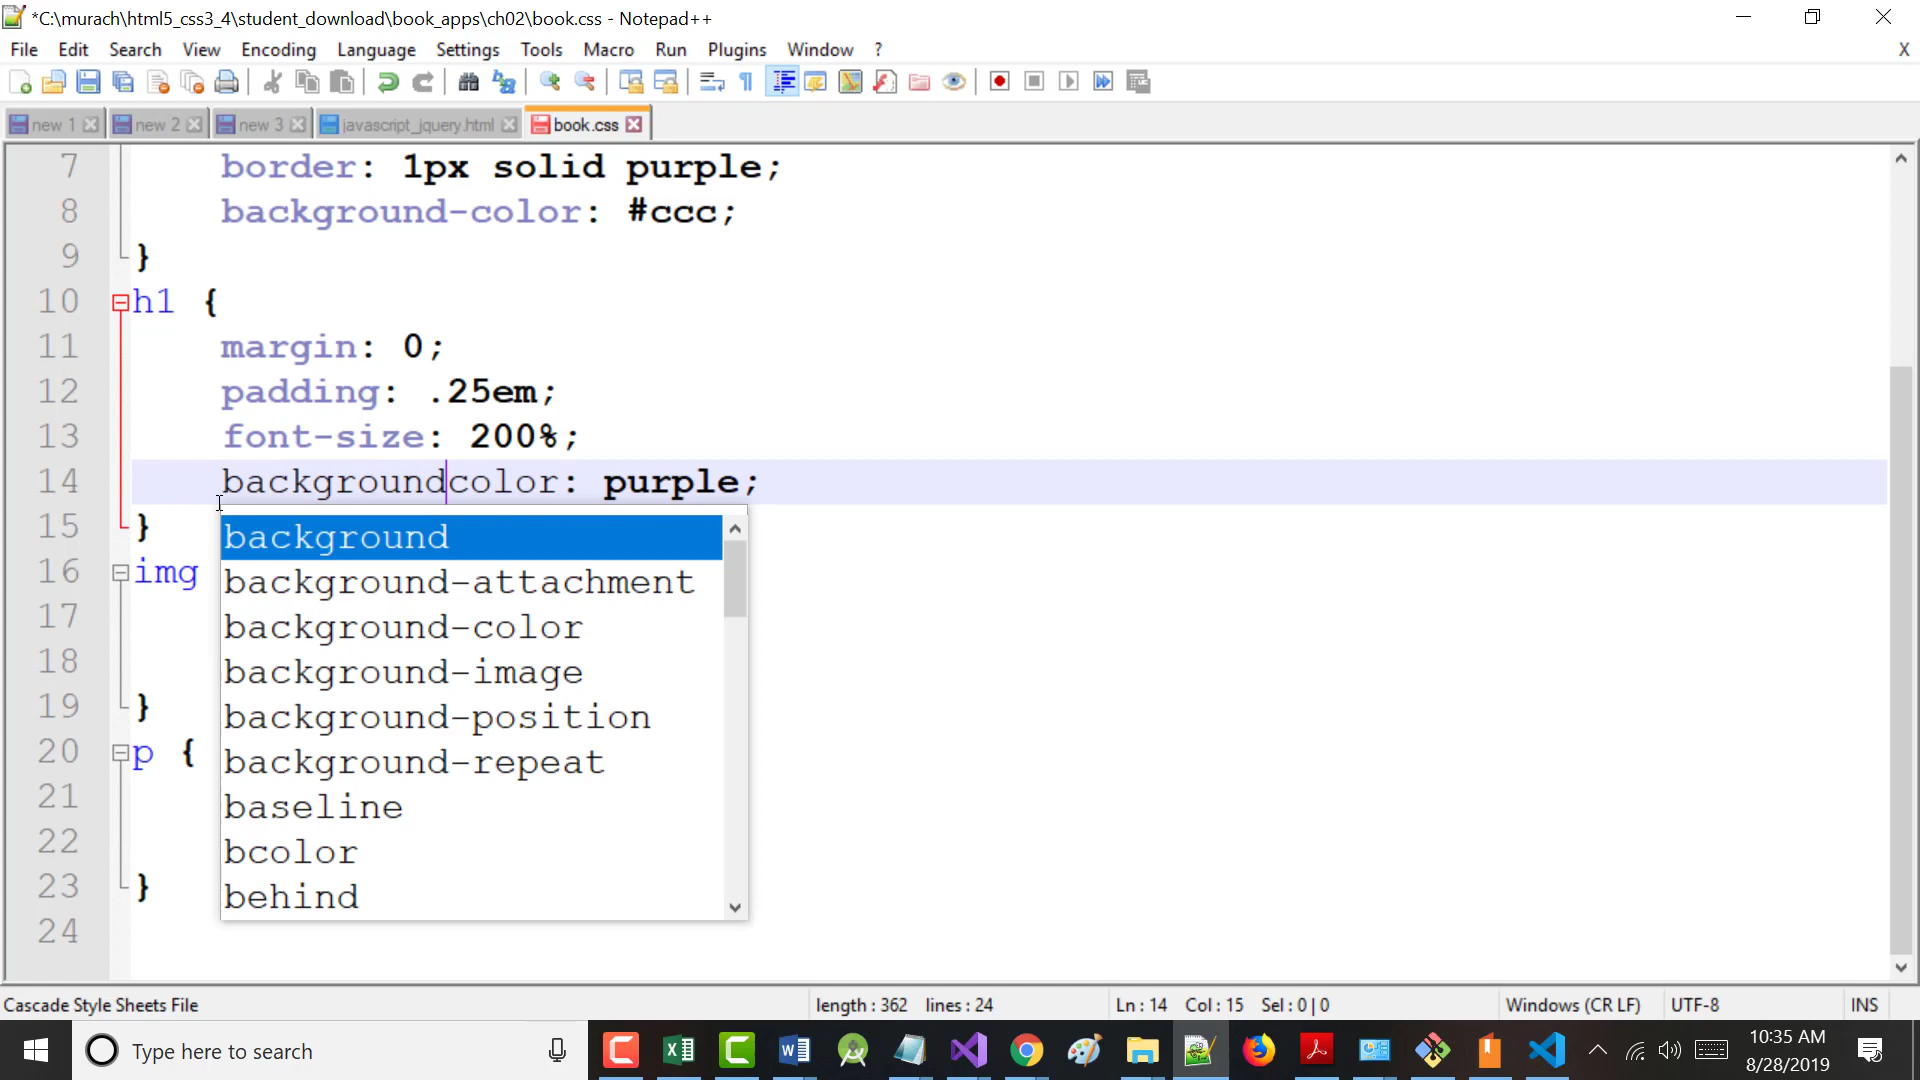 *C:\murach\html5_css3_4\student_download\book_apps\ch02\book.css - Notepad++
File Edit Search View Encoding Language Settings Tools Macro Run Plugins Window ? X
new 1 new 2 new 3 javascript_jquery.html book.css
7 border: 1px solid purple;
8 background-color: #ccc;
9 }
10 h1 {
11 margin: 0;
12 padding: .25em;
13 font-size: 200%;
14 backgroundcolor: purple;
15 }
16 img
17
18
19 }
20 p {
21
22
23 }
24
background
background-attachment
background-color
background-image
background-position
background-repeat
baseline
bcolor
behind
Cascade Style Sheets File length : 362 lines : 24 Ln : 14 Col : 15 Sel : 0 | 0 Windows (CR LF) UTF-8 INS
Type here to search
10:35 AM
8/28/2019